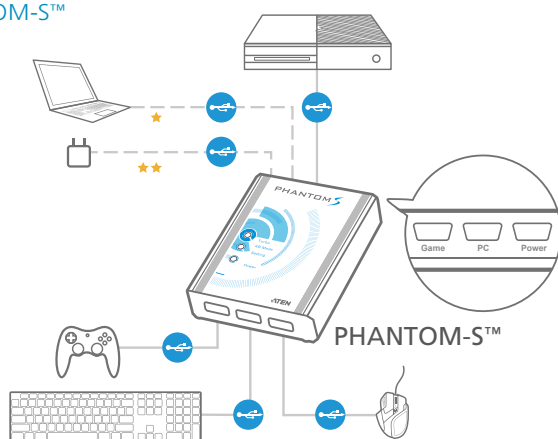 OM-S™
PHANTOM S
Game PC Power
ATEN
PHANTOM-S™